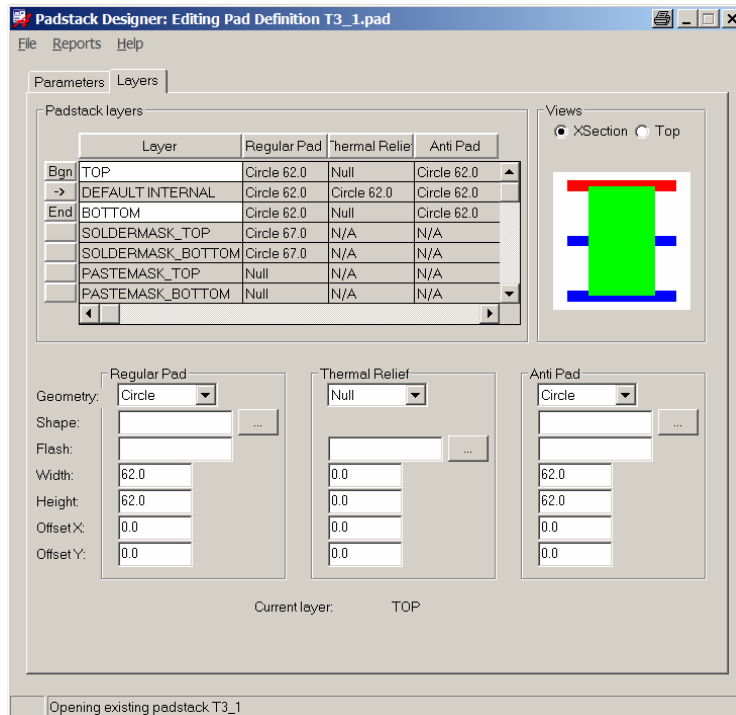 Padstack Designer: Editing Pad Definition T3_1.pad
File Reports Help
Parameters Layers
Padstack layers
Views
XSection Top
Layer Regular Pad Thermal Relief Anti Pad
Bgn TOP Circle 62.0 Null Circle 62.0
-> DEFAULT INTERNAL Circle 62.0 Circle 62.0 Circle 62.0
End BOTTOM Circle 62.0 Null Circle 62.0
SOLDERMASK_TOP Circle 67.0 N/A N/A
SOLDERMASK_BOTTOM Circle 67.0 N/A N/A
PASTEMASK_TOP Null N/A N/A
PASTEMASK_BOTTOM Null N/A N/A
Regular Pad Thermal Relief Anti Pad
Geometry: Circle Null Circle
Shape: ... ...
Flash: ...
Width: 62.0 0.0 62.0
Height: 62.0 0.0 62.0
Offset X: 0.0 0.0 0.0
Offset Y: 0.0 0.0 0.0
Current layer: TOP
Opening existing padstack T3_1